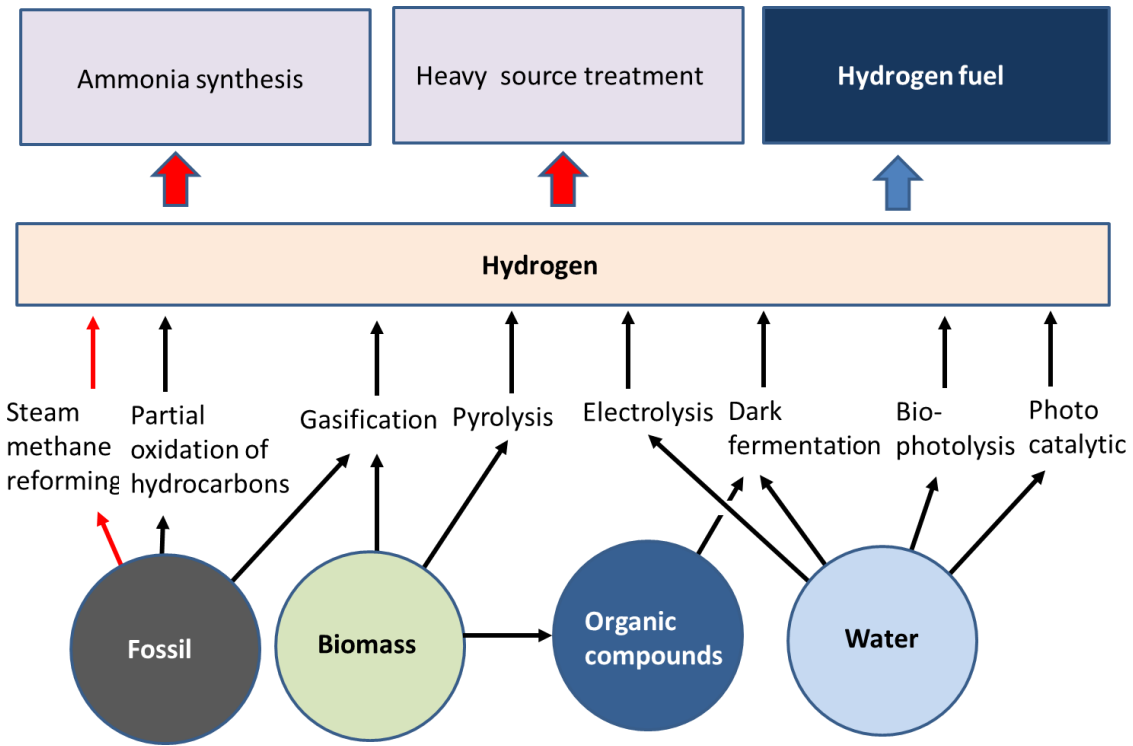 Ammonia synthesis
Heavy source treatment
Hydrogen fuel
Hydrogen
Steam
methane
reforming
Partial
oxidation of
hydrocarbons
Gasification
Pyrolysis
Electrolysis
Dark
fermentation
Bio-
photolysis
Photo
catalytic
Fossil
Biomass
Organic
compounds
Water